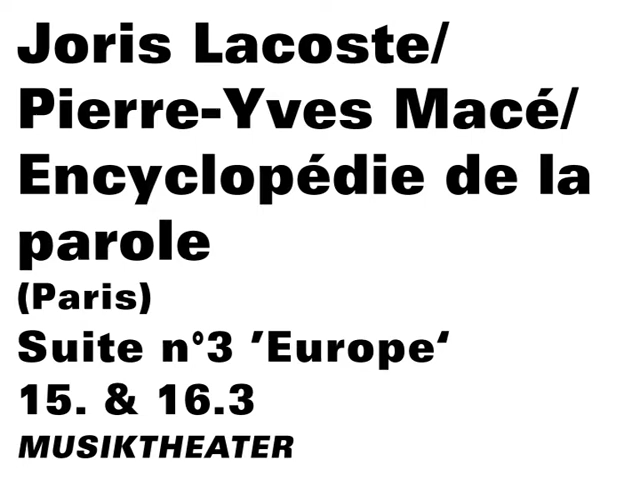 Joris Lacoste/
Pierre-Yves Macé/
Encyclopédie de la
parole
(Paris)
Suite n°3 ’Europe‘
15. & 16.3
MUSIKTHEATER